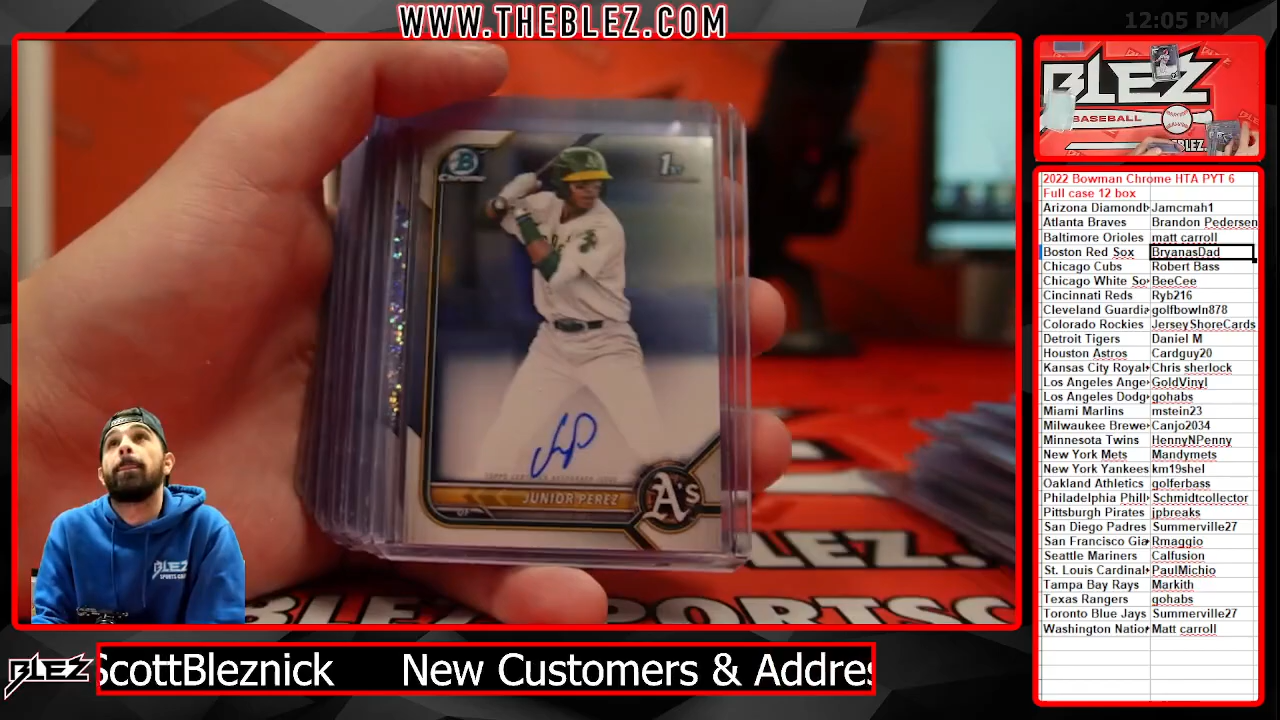 WWW.THEBLEZ.COM
12:05 PM
Chrome
1st
JUNIOR PEREZ
OF
A's
BLEZ
BASEBALL
BLEZ
2022 Bowman Chrome HTA PYT 6
Full case 12 box
Arizona Diamondb Jamcmah1
Atlanta Braves Brandon Pedersen
Baltimore Orioles matt carroll
Boston Red Sox BryanasDad
Chicago Cubs Robert Bass
Chicago White So BeeCee
Cincinnati Reds Ryb216
Cleveland Guardia golfbowln878
Colorado Rockies JerseyShoreCards
Detroit Tigers Daniel M
Houston Astros Cardguy20
Kansas City Royal Chris sherlock
Los Angeles Ange GoldVinyl
Los Angeles Dodg gohabs
Miami Marlins mstein23
Milwaukee Brewe Canjo2034
Minnesota Twins HennyNPenny
New York Mets Mandymets
New York Yankees km19shel
Oakland Athletics golferbass
Philadelphia Phill Schmidtcollector
Pittsburgh Pirates jpbreaks
San Diego Padres Summerville27
San Francisco Gia Rmaggio
Seattle Mariners Calfusion
St. Louis Cardinal PaulMichio
Tampa Bay Rays Markith
Texas Rangers gohabs
Toronto Blue Jays Summerville27
Washington Natio Matt carroll
BLEZ
BLEZ SPORTSC
BLEZ
ScottBleznick New Customers & Addres